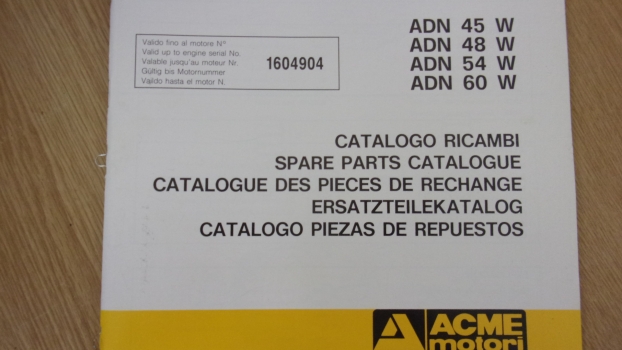 Valido fino al motore N°
Valid up to engine serial No.
Valable jusqu'au moteur Nr.
Gültig bis Motornummer
Valido hasta el motor N.
1604904
ADN 45 W
ADN 48 W
ADN 54 W
ADN 60 W
CATALOGO RICAMBI
SPARE PARTS CATALOGUE
CATALOGUE DES PIECES DE RECHANGE
ERSATZTEILEKATALOG
CATALOGO PIEZAS DE REPUESTOS
ACME
motori